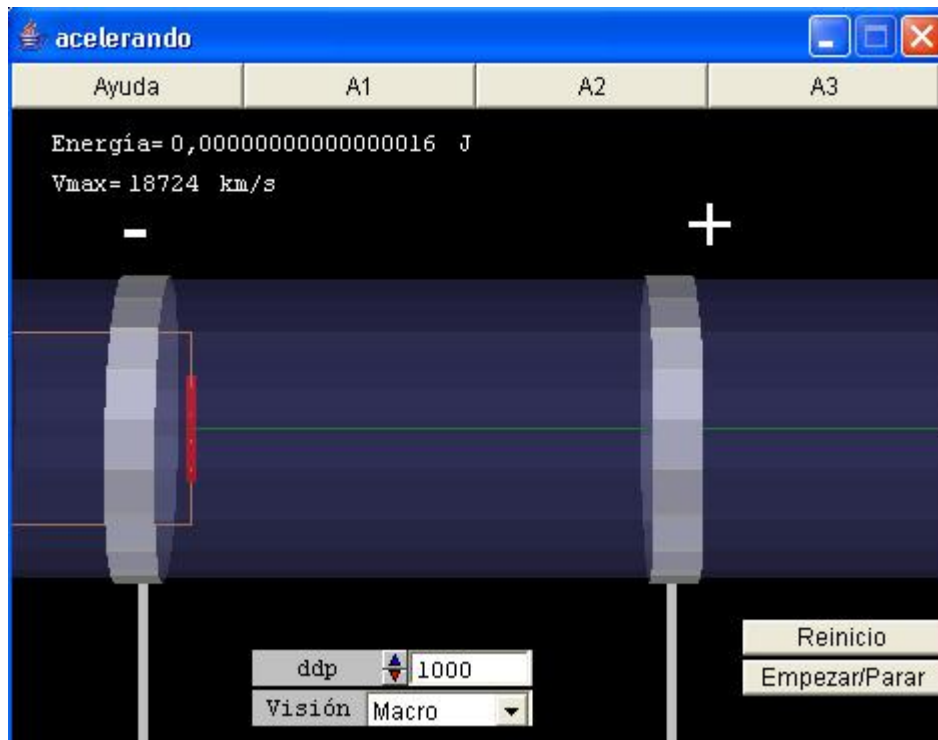 acelerando
Ayuda A1 A2 A3
Energía= 0,00000000000000016 J
Vmax= 18724 km/s
- +
Reinicio
ddp 1000
Empezar/Parar
Visión Macro